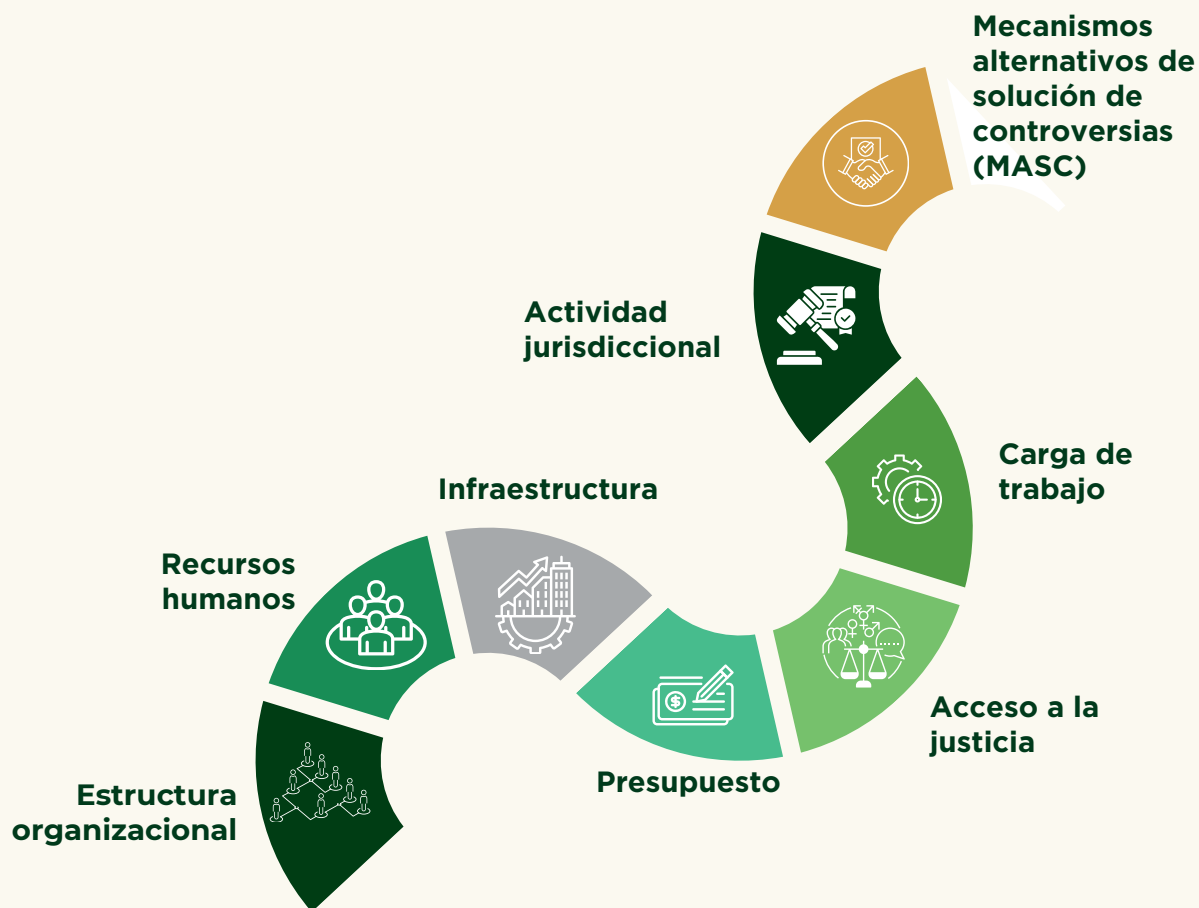 Mecanismos
alternativos de
solución de
controversias
(MASC)
Actividad
jurisdiccional
Carga de
trabajo
Infraestructura
Recursos
humanos
Acceso a la
justicia
Presupuesto
Estructura
organizacional
$